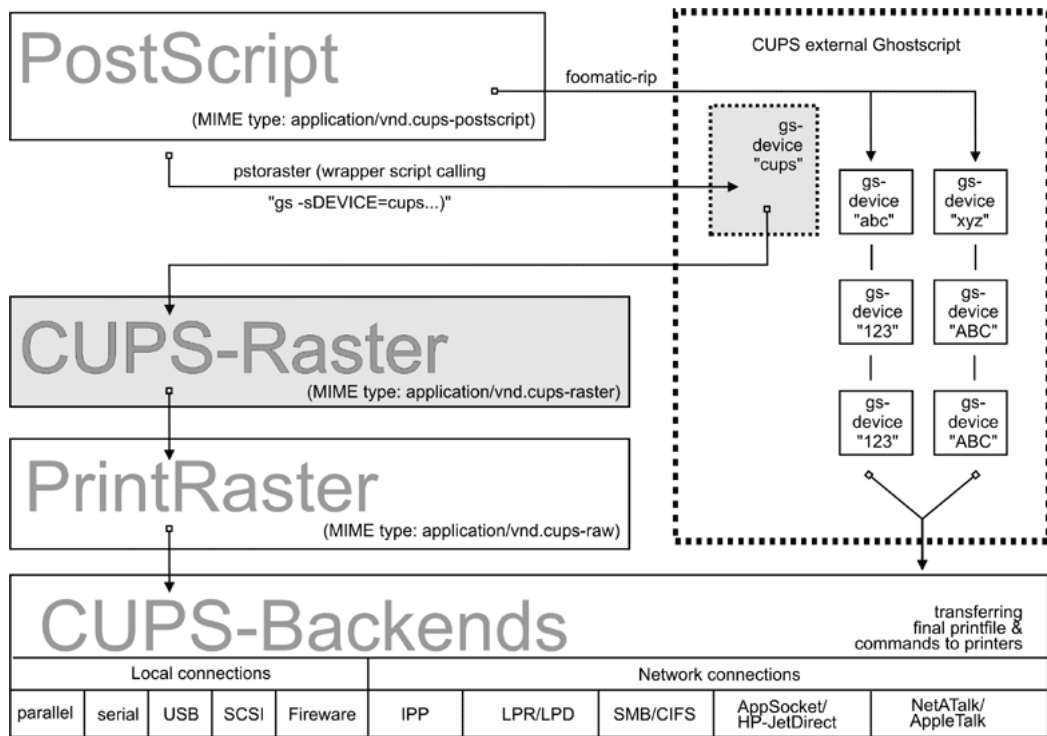 PostScript
(MIME type: application/vnd.cups-postscript)
foomatic-rip
CUPS external Ghostscript
pstoraster (wrapper script calling
"gs -sDEVICE=cups...)"
gs-
device
"cups"
gs-
device
"abc"
gs-
device
"xyz"
gs-
device
"123"
gs-
device
"ABC"
gs-
device
"123"
gs-
device
"ABC"
CUPS-Raster
(MIME type: application/vnd.cups-raster)
PrintRaster
(MIME type: application/vnd.cups-raw)
CUPS-Backends
transferring
final printfile &
commands to printers
Local connections
Network connections
parallel
serial
USB
SCSI
Fireware
IPP
LPR/LPD
SMB/CIFS
AppSocket/
HP-JetDirect
NetATalk/
AppleTalk